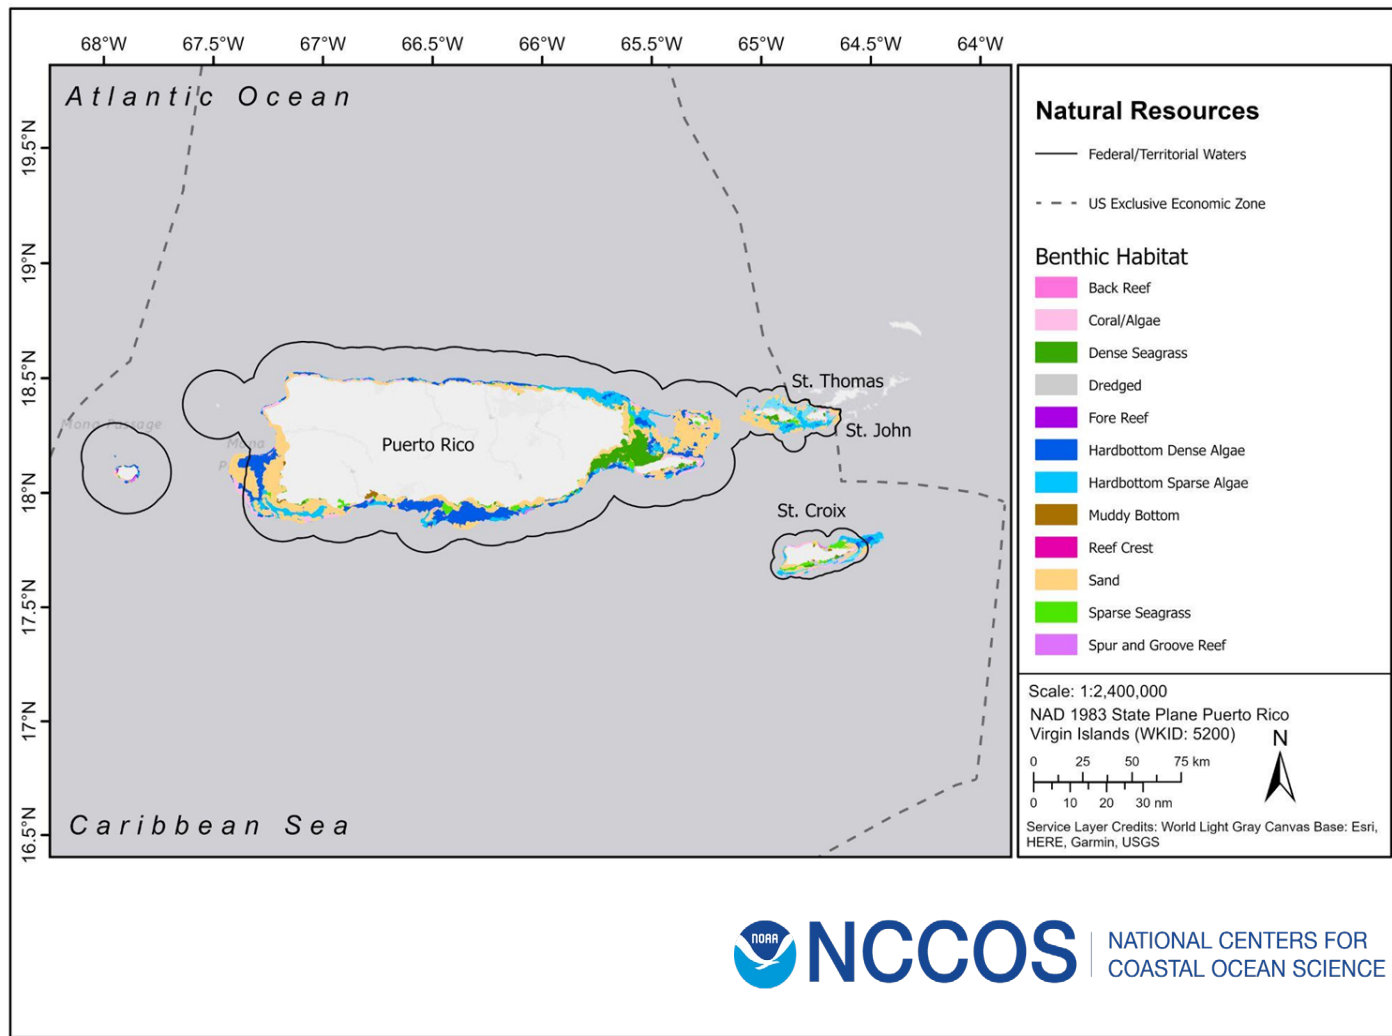 68°W 67.5°W 67°W 66.5°W 66°W 65.5°W 65°W 64.5°W 64°W
Atlantic Ocean
19.5°N
19°N
18.5°N
18°N
17.5°N
17°N
16.5°N
St. Thomas
St. John
Mona Passage
Mona
P
Puerto Rico
St. Croix
Caribbean Sea
Natural Resources
Federal/Territorial Waters
US Exclusive Economic Zone
Benthic Habitat
Back Reef
Coral/Algae
Dense Seagrass
Dredged
Fore Reef
Hardbottom Dense Algae
Hardbottom Sparse Algae
Muddy Bottom
Reef Crest
Sand
Sparse Seagrass
Spur and Groove Reef
Scale: 1:2,400,000
NAD 1983 State Plane Puerto Rico
Virgin Islands (WKID: 5200)
N
0 25 50 75 km
0 10 20 30 nm
Service Layer Credits: World Light Gray Canvas Base: Esri,
HERE, Garmin, USGS
NOAA
NCCOS
NATIONAL CENTERS FOR
COASTAL OCEAN SCIENCE